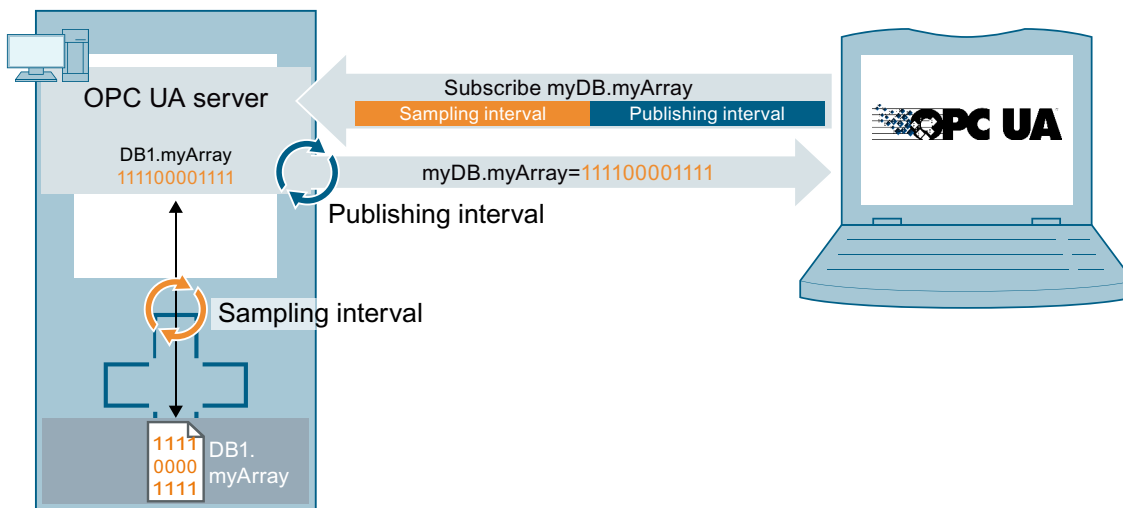 OPC UA server
Subscribe myDB.myArray
Sampling interval
Publishing interval
DB1.myArray
111100001111
myDB.myArray=111100001111
Publishing interval
OPC UA
Sampling interval
1111
0000
1111
DB1.
myArray